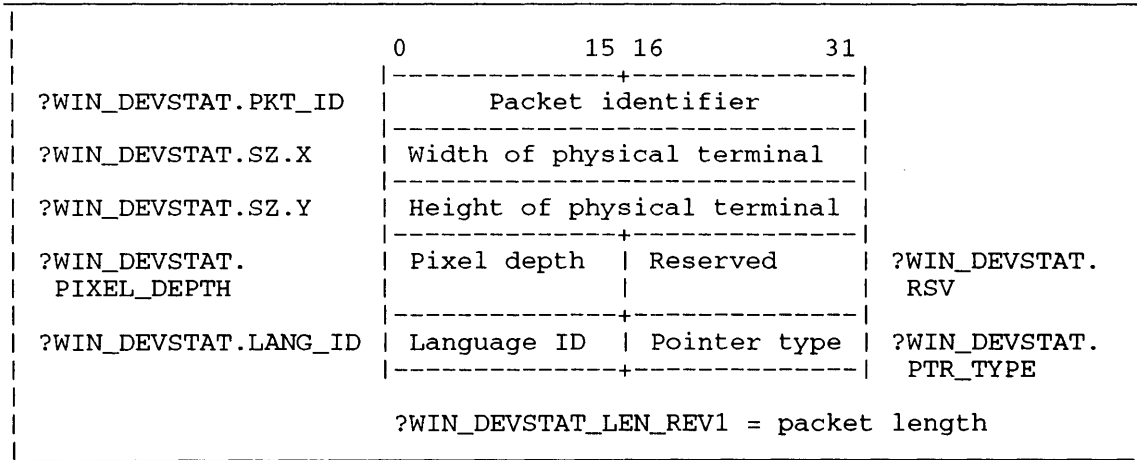 0 15 16 31
?WIN_DEVSTAT.PKT_ID Packet identifier
?WIN_DEVSTAT.SZ.X Width of physical terminal
?WIN_DEVSTAT.SZ.Y Height of physical terminal
?WIN_DEVSTAT. Pixel depth Reserved ?WIN_DEVSTAT.
PIXEL_DEPTH RSV
?WIN_DEVSTAT.LANG_ID Language ID Pointer type ?WIN_DEVSTAT.
PTR_TYPE
?WIN_DEVSTAT_LEN_REV1 = packet length